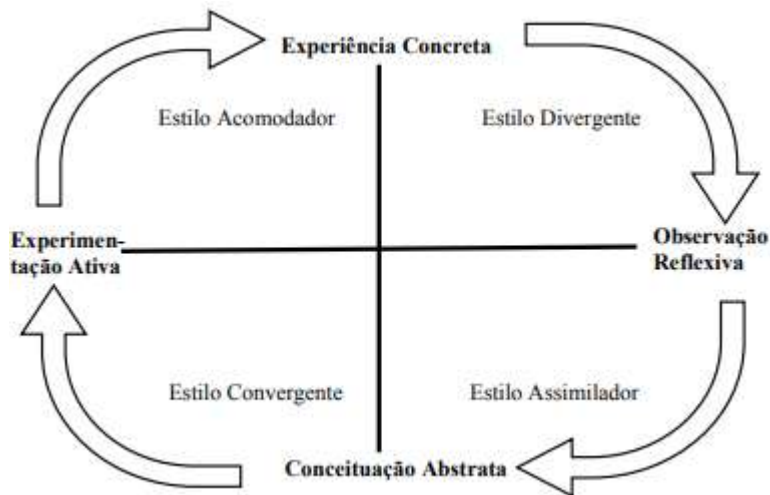 Experiência Concreta
Estilo Acomodador
Estilo Divergente
Experimen-
tação Ativa
Observação
Reflexiva
Estilo Convergente
Estilo Assimilador
Conceituação Abstrata